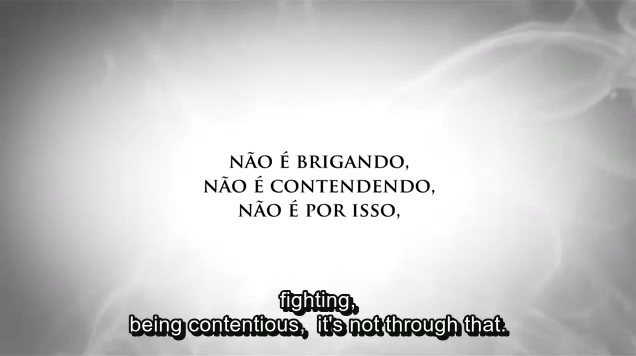 NÃO É BRIGANDO,
NÃO É CONTENDENDO,
NÃO É POR ISSO,
fighting,
being contentious,  it's not through that.